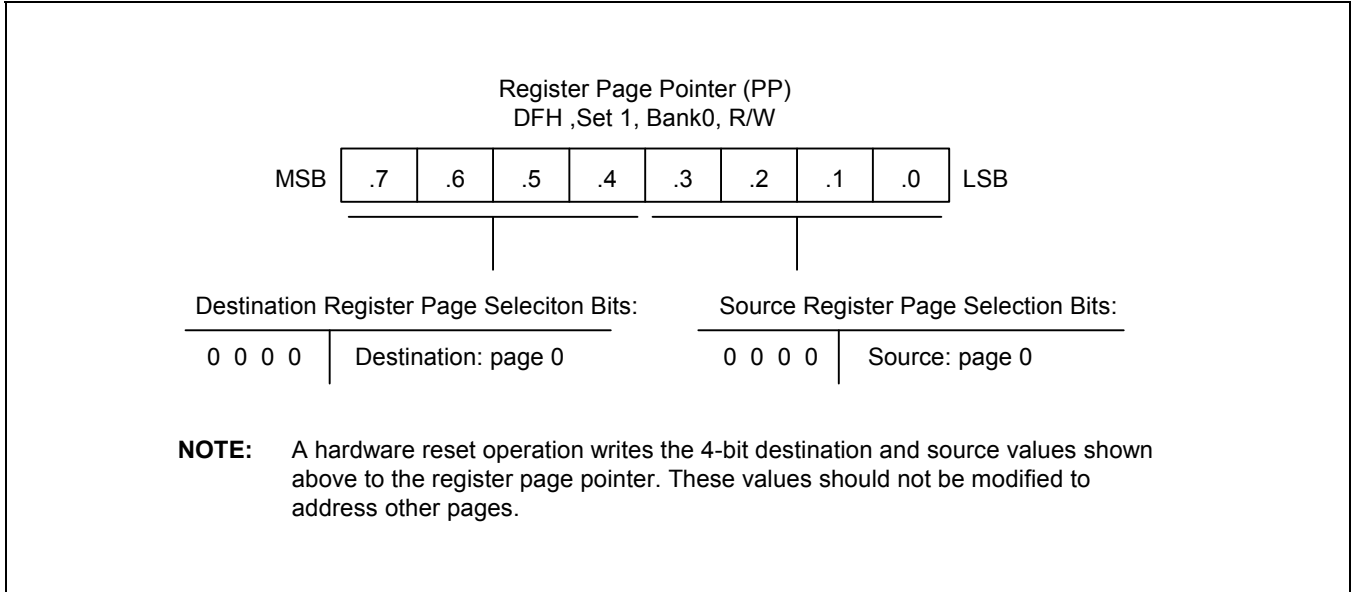 Register Page Pointer (PP)
DFH ,Set 1, Bank0, R/W
MSB .7 .6 .5 .4 .3 .2 .1 .0 LSB
Destination Register Page Seleciton Bits:
0 0 0 0 Destination: page 0
Source Register Page Selection Bits:
0 0 0 0 Source: page 0
NOTE: A hardware reset operation writes the 4-bit destination and source values shown
above to the register page pointer. These values should not be modified to
address other pages.